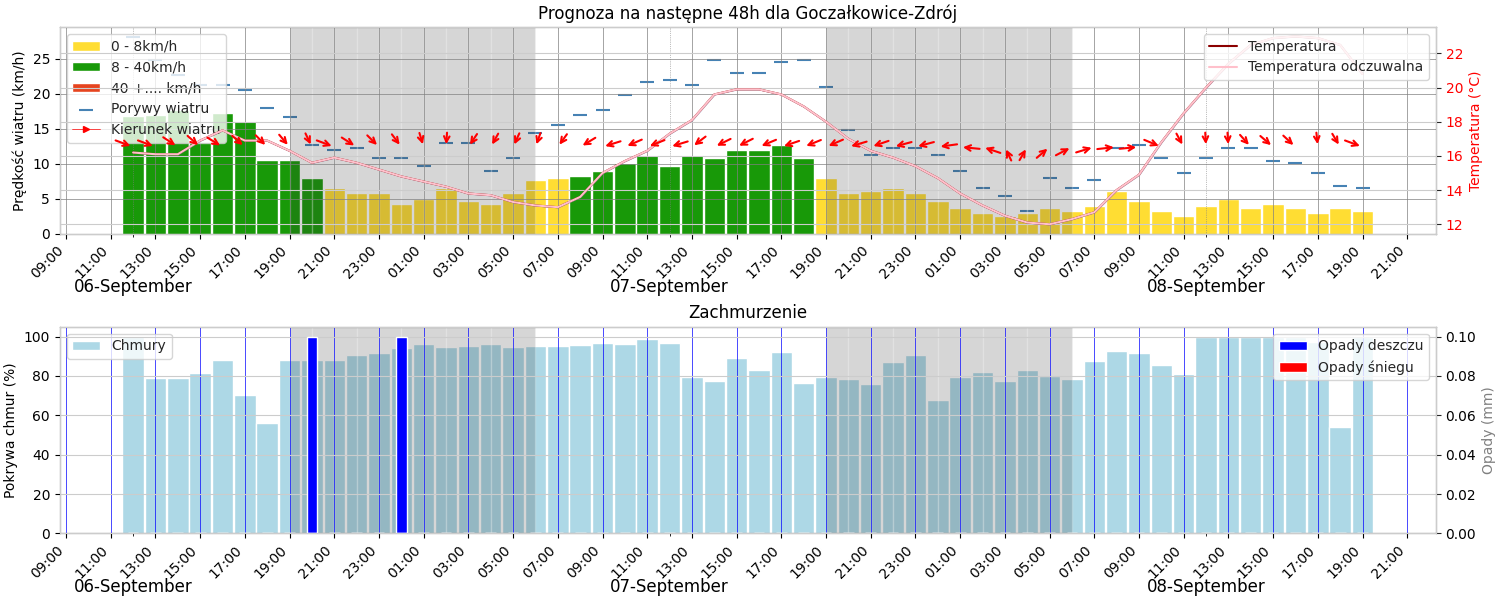 Prognoza na następne 48h dla Goczałkowice-Zdrój
Prędkość wiatru (km/h)
25
20
15
10
5
0
0 - 8km/h
8 - 40km/h
40 +.... km/h
Porywy wiatru
Kierunek wiatru
Temperatura
Temperatura odczuwalna
22
20
18
16
14
12
Temperatura (°C)
09:00 11:00 13:00 15:00 17:00 19:00 21:00 23:00 01:00 03:00 05:00 07:00 09:00 11:00 13:00 15:00 17:00 19:00 21:00 23:00 01:00 03:00 05:00 07:00 09:00 11:00 13:00 15:00 17:00 19:00 21:00
06-September 07-September 08-September
Zachmurzenie
Pokrywa chmur (%)
100
80
60
40
20
0
Chmury
Opady deszczu
Opady śniegu
0.10
0.08
0.06
0.04
0.02
0.00
Opady (mm)
09:00 11:00 13:00 15:00 17:00 19:00 21:00 23:00 01:00 03:00 05:00 07:00 09:00 11:00 13:00 15:00 17:00 19:00 21:00 23:00 01:00 03:00 05:00 07:00 09:00 11:00 13:00 15:00 17:00 19:00 21:00
06-September 07-September 08-September